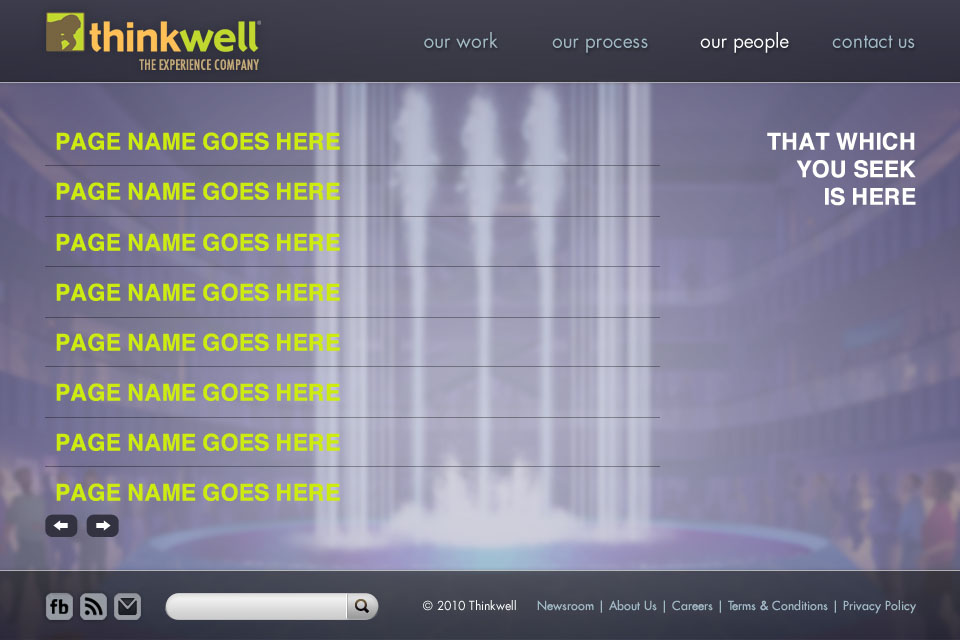 thinkwell®
THE EXPERIENCE COMPANY
our work
our process
our people
contact us
PAGE NAME GOES HERE
PAGE NAME GOES HERE
PAGE NAME GOES HERE
PAGE NAME GOES HERE
PAGE NAME GOES HERE
PAGE NAME GOES HERE
PAGE NAME GOES HERE
PAGE NAME GOES HERE
THAT WHICH
YOU SEEK
IS HERE
fb
© 2010 Thinkwell
Newsroom | About Us | Careers | Terms & Conditions | Privacy Policy